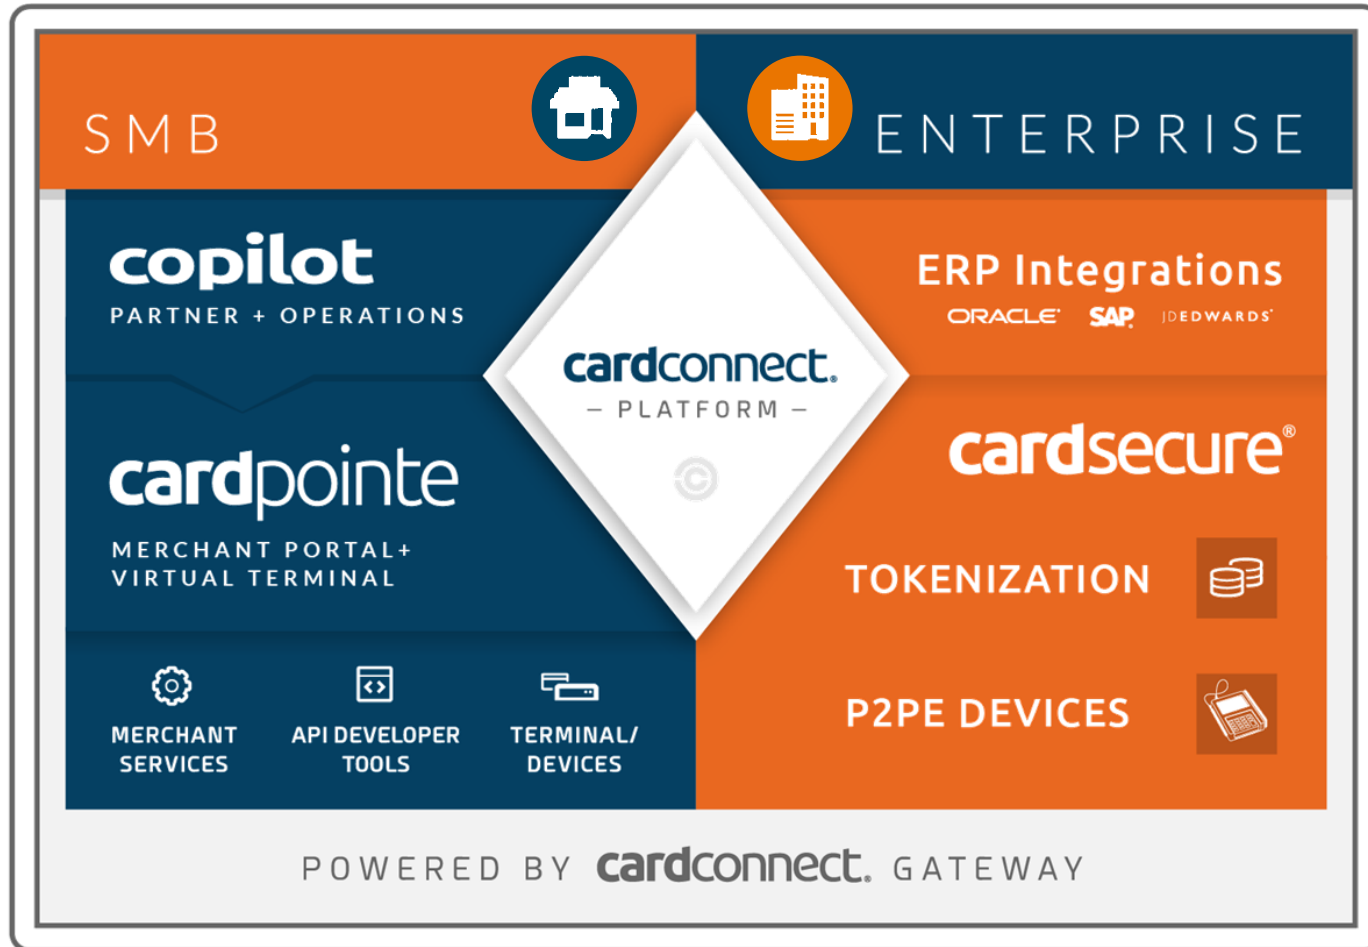 SMB
ENTERPRISE
copilot
PARTNER + OPERATIONS
cardpointe
MERCHANT PORTAL+
VIRTUAL TERMINAL
MERCHANT
SERVICES
API DEVELOPER
TOOLS
TERMINAL/
DEVICES
cardconnect®
– PLATFORM –
©
ERP Integrations
ORACLE® SAP® JDEDWARDS®
cardsecure®
TOKENIZATION
P2PE DEVICES
POWERED BY cardconnect® GATEWAY